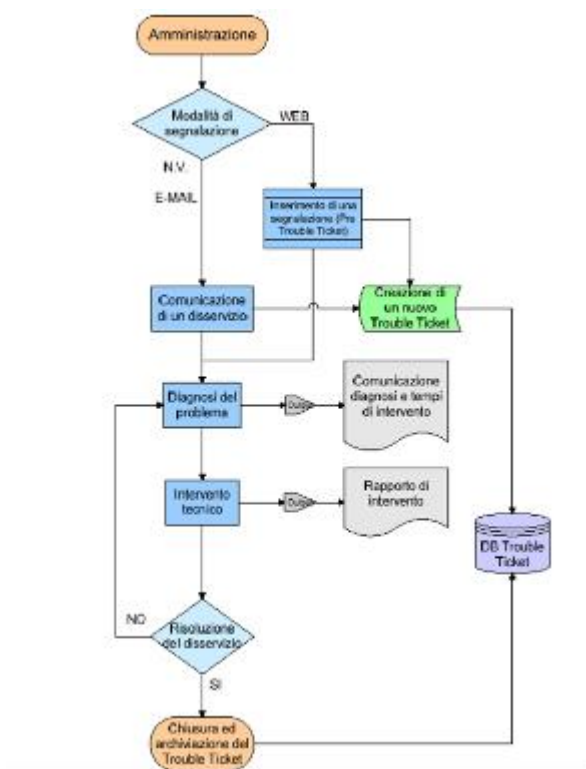 Amministrazione
Modalità di
segnalazione
WEB
N.V.
E-MAIL
Inserimento di una
segnalazione (Pre
Trouble Ticket)
Comunicazione
di un disservizio
Creazione di
un nuovo
Trouble Ticket
Diagnosi del
problema
Output
Comunicazione
diagnosi e tempi
di intervento
Intervento
tecnico
Output
Rapporto di
intervento
DB Trouble
Ticket
NO
Risoluzione
del disservizio
SI
Chiusura ed
archiviazione del
Trouble Ticket